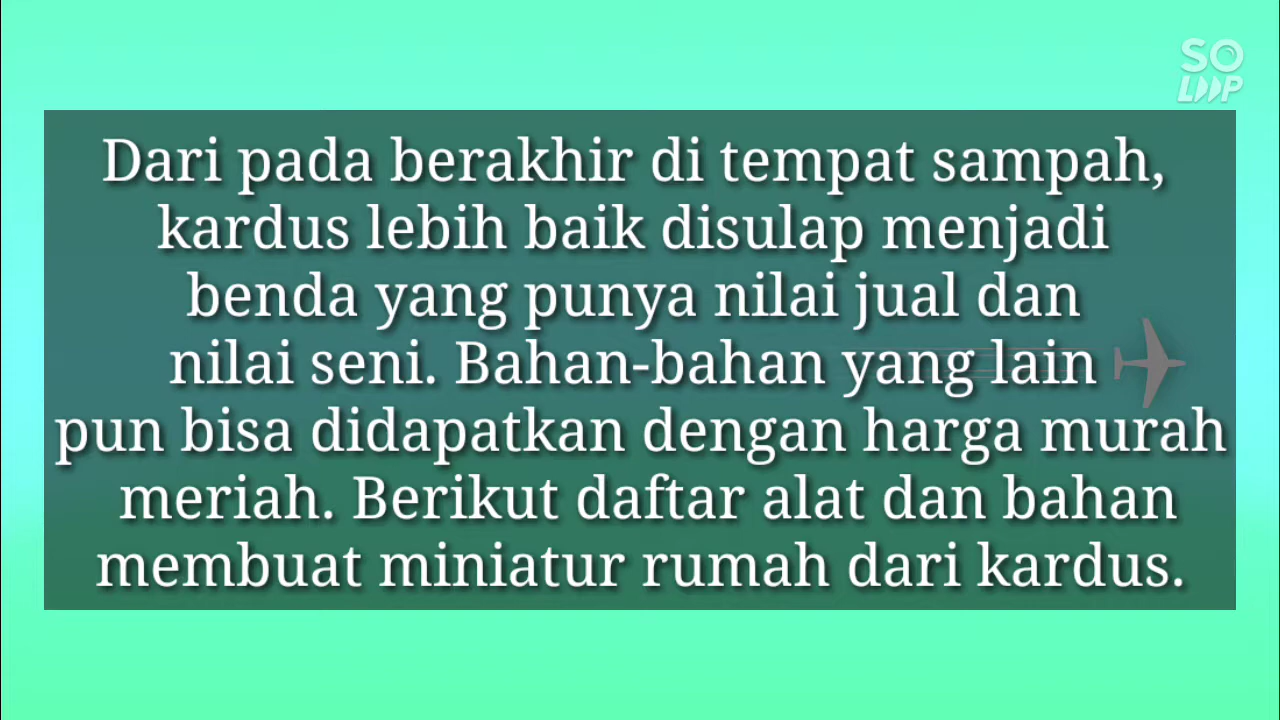 SO
LOOP
Dari pada berakhir di tempat sampah,
kardus lebih baik disulap menjadi
benda yang punya nilai jual dan
nilai seni. Bahan-bahan yang lain
pun bisa didapatkan dengan harga murah
meriah. Berikut daftar alat dan bahan
membuat miniatur rumah dari kardus.